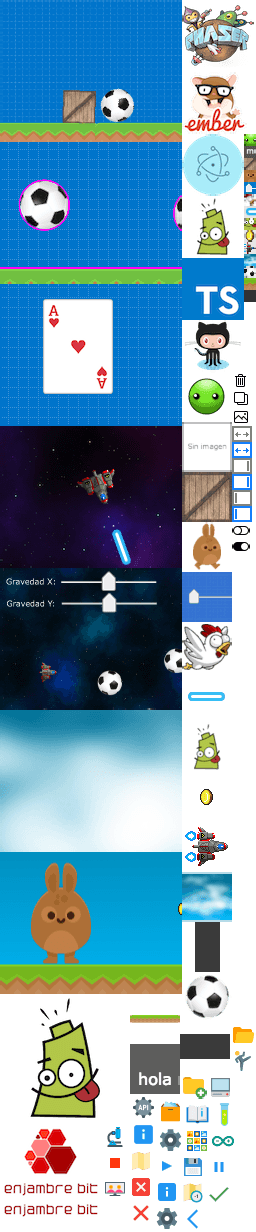 PHASER
ember
TS
A
A
Sin imagen
Gravedad X:
Gravedad Y:
hola
API
enjambre bit
enjambre bit